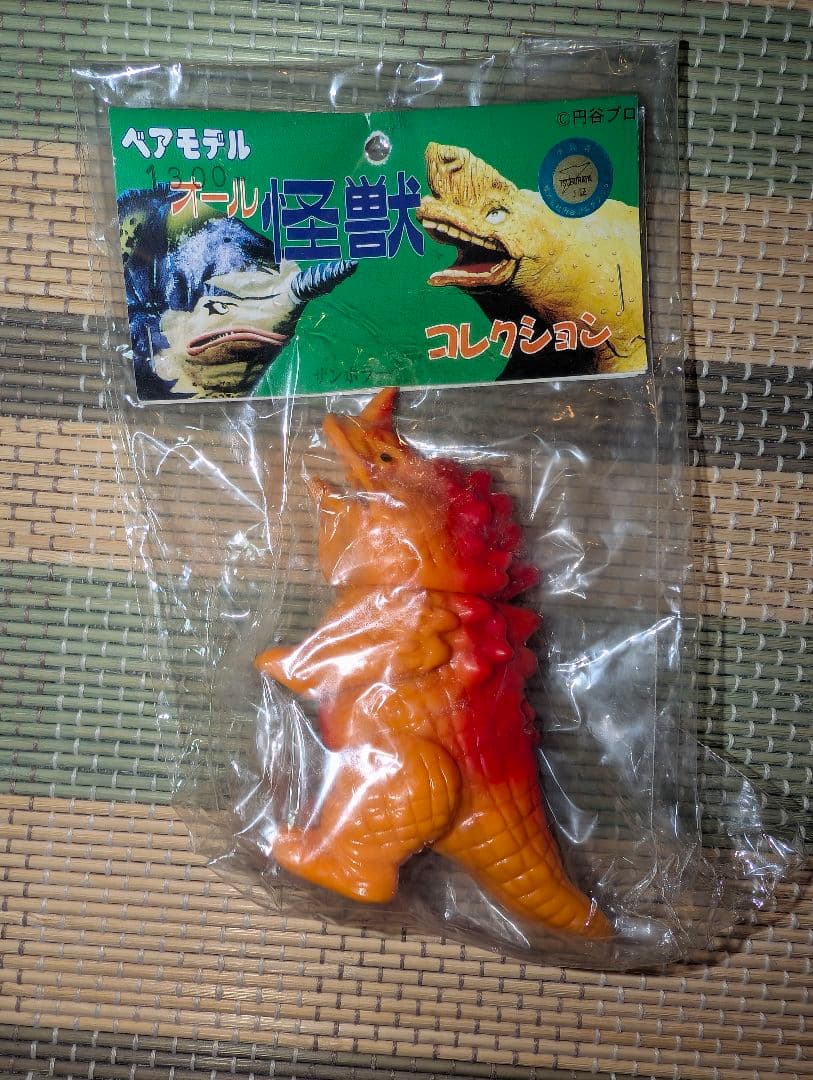 ベアモデル
©円谷プロ
1300
オール怪獣
コレクション